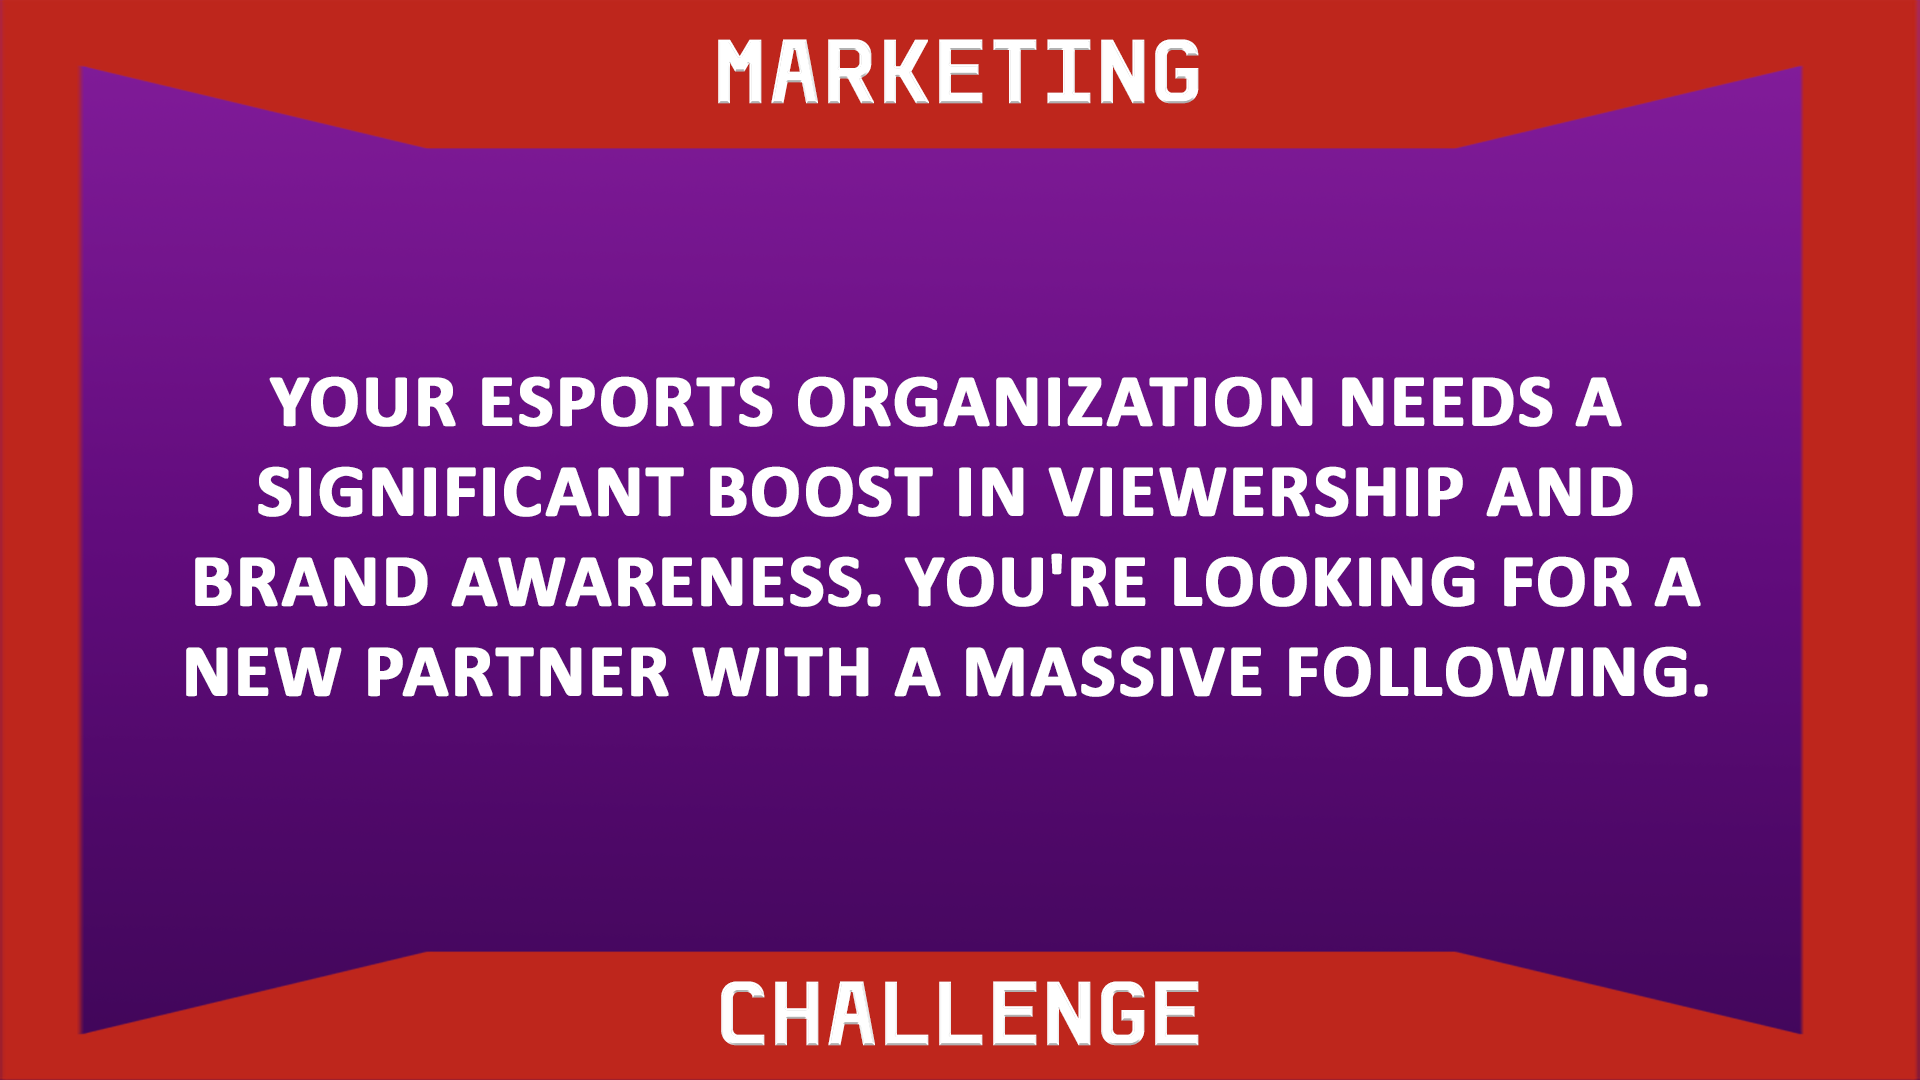 MARKETING
YOUR ESPORTS ORGANIZATION NEEDS A
SIGNIFICANT BOOST IN VIEWERSHIP AND
BRAND AWARENESS. YOU'RE LOOKING FOR A
NEW PARTNER WITH A MASSIVE FOLLOWING.
CHALLENGE